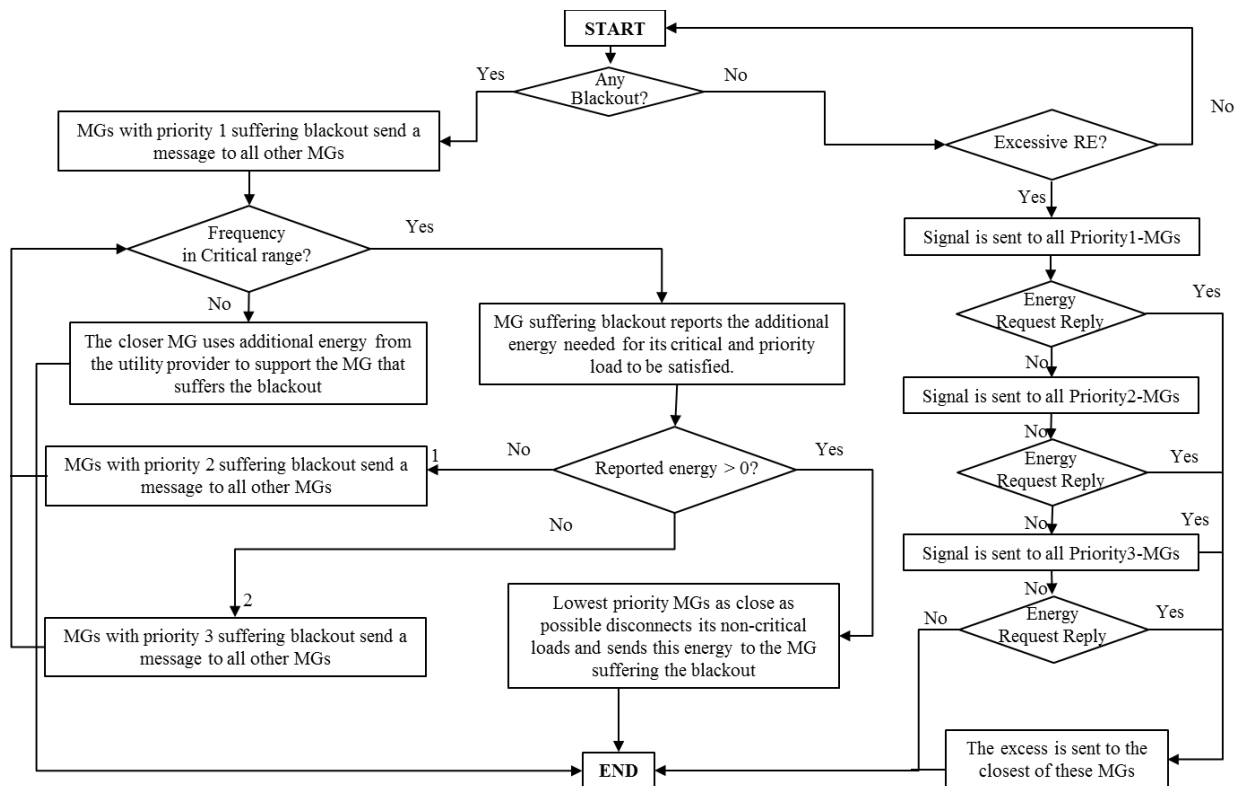 START
Any
Blackout?
Yes
No
MGs with priority 1 suffering blackout send a
message to all other MGs
Frequency
in Critical range?
Yes
No
The closer MG uses additional energy from
the utility provider to support the MG that
suffers the blackout
MG suffering blackout reports the additional
energy needed for its critical and priority
load to be satisfied.
Reported energy > 0?
No
1
Yes
No
2
MGs with priority 2 suffering blackout send a
message to all other MGs
MGs with priority 3 suffering blackout send a
message to all other MGs
Lowest priority MGs as close as
possible disconnects its non-critical
loads and sends this energy to the MG
suffering the blackout
Excessive RE?
No
Yes
Signal is sent to all Priority1-MGs
Energy
Request Reply
Yes
No
Signal is sent to all Priority2-MGs
No
Energy
Request Reply
Yes
No
Yes
Signal is sent to all Priority3-MGs
No
Energy
Request Reply
No
Yes
The excess is sent to the
closest of these MGs
END